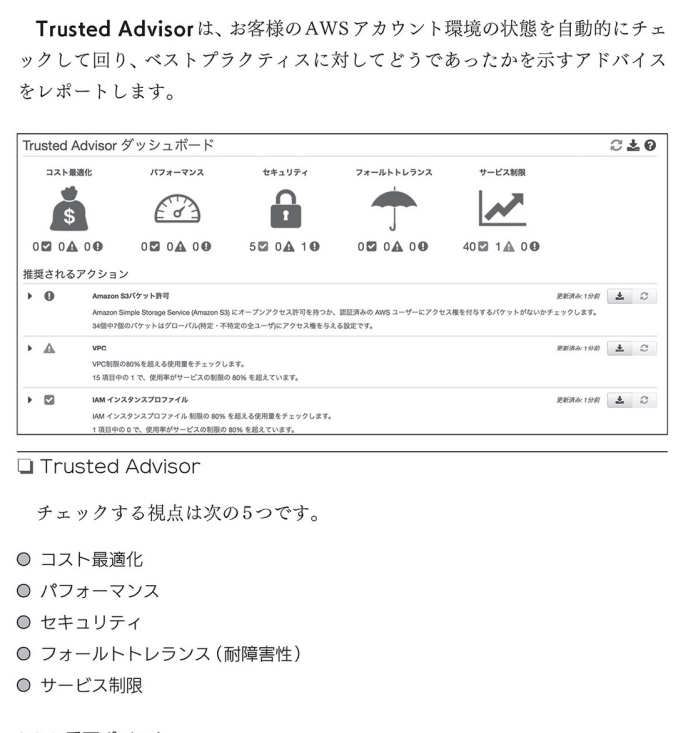 Trusted Advisorは、お客様のAWSアカウント環境の状態を自動的にチェ
ックして回り、ベストプラクティスに対してどうであったかを示すアドバイス
をレポートします。
Trusted Advisor ダッシュボード
コスト最適化 パフォーマンス セキュリティ フォールトトレランス サービス制限
$
0 0 0 0 0 0 5 0 1 0 0 0 40 1 0
推奨されるアクション
Amazon S3バケット許可 更新済み: 1分前
Amazon Simple Storage Service (Amazon S3) にオープンアクセス許可を持つか、認証済みの AWS ユーザーにアクセス権を付与するバケットがないかチェックします。
34個中7個のバケットはグローバル(特定・不特定の全ユーザ)にアクセス権を与える設定です。
VPC 更新済み: 1分前
VPC制限の80%を超える使用量をチェックします。
15 項目中の 1 で、使用率がサービスの制限の 80% を超えています。
IAM インスタンスプロファイル 更新済み: 1分前
IAM インスタンスプロファイル 制限の 80% を超える使用量をチェックします。
1 項目中の 0 で、使用率がサービスの制限の 80% を超えています。
Trusted Advisor
チェックする視点は次の5つです。
コスト最適化
パフォーマンス
セキュリティ
フォールトトレランス（耐障害性）
サービス制限